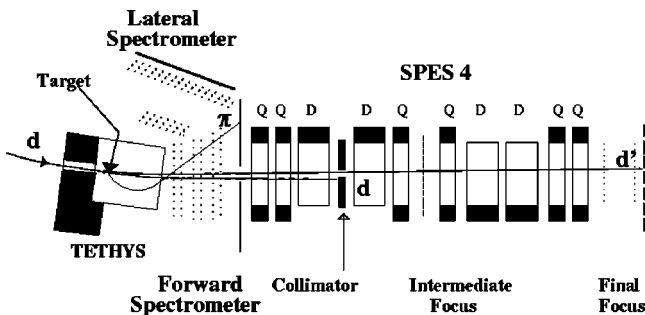 Lateral
Spectrometer
SPES 4
Target
π
Q Q D D Q Q D D Q Q
d
d'
d
TETHYS
Forward
Spectrometer
Collimator
Intermediate
Focus
Final
Focus